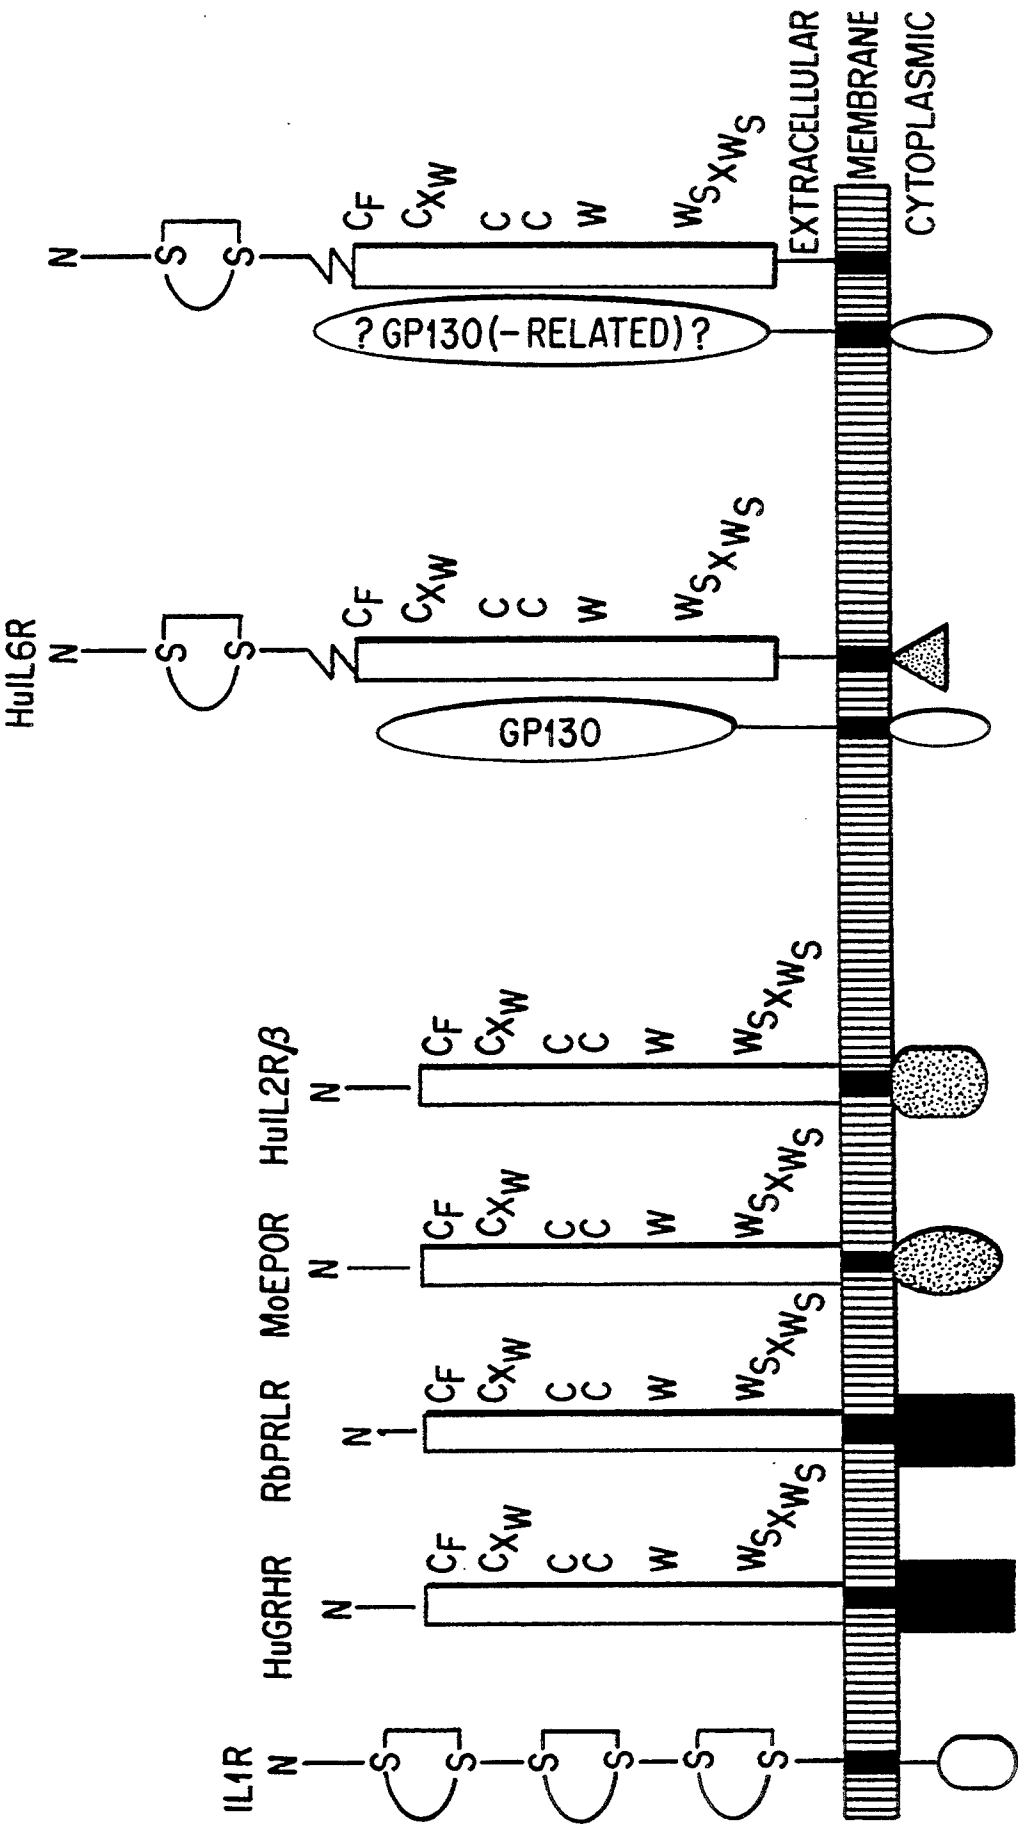 IL1R
N
S
S
S
S
S
S
HuGRHR
N
CF
CXW
C
C
W
WSXWS
RbPRLR
N
CF
CXW
C
C
W
WSXWS
MoEPOR
N
CF
CXW
C
C
W
WSXWS
HuIL2Rβ
N
CF
CXW
C
C
W
WSXWS
HuIL6R
N
S
S
GP130
CF
CXW
C
C
W
WSXWS
N
S
S
? GP130(-RELATED) ?
CF
CXW
C
C
W
WSXWS
EXTRACELLULAR
MEMBRANE
CYTOPLASMIC